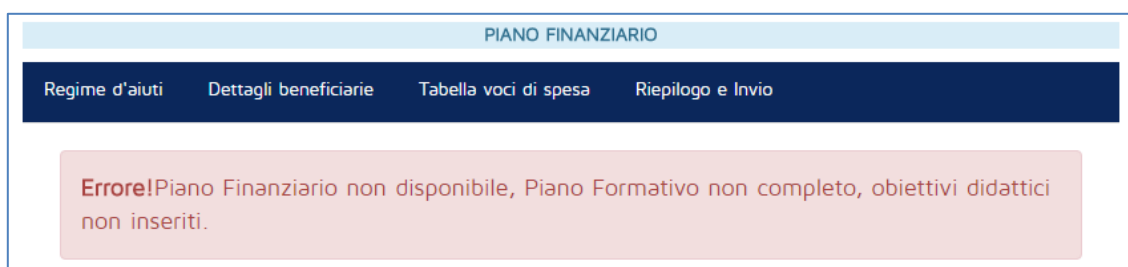 PIANO FINANZIARIO
Regime d'aiuti Dettagli beneficiarie Tabella voci di spesa Riepilogo e Invio
Errore!Piano Finanziario non disponibile, Piano Formativo non completo, obiettivi didattici
non inseriti.